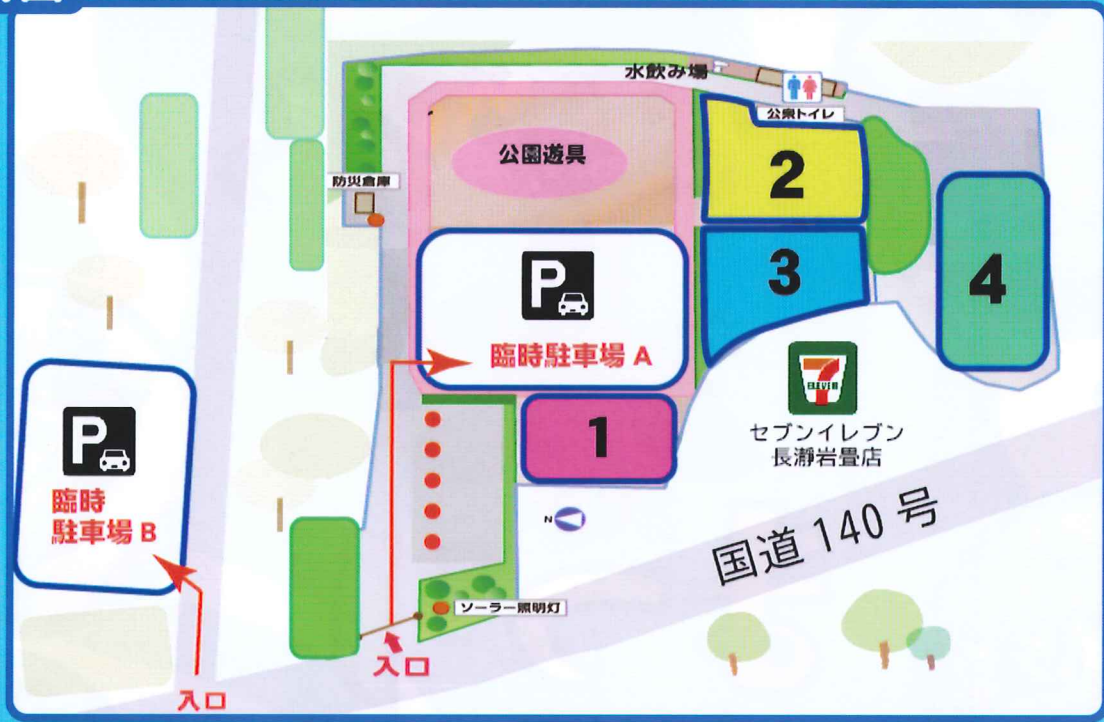 水飲み場
公衆トイレ
公園遊具
2
防災倉庫
3
4
P
臨時駐車場 A
1
7
ELEVEn
セブンイレブン
長瀞岩畳店
P
臨時
駐車場 B
N
国道 140 号
ソーラー照明灯
入口
入口